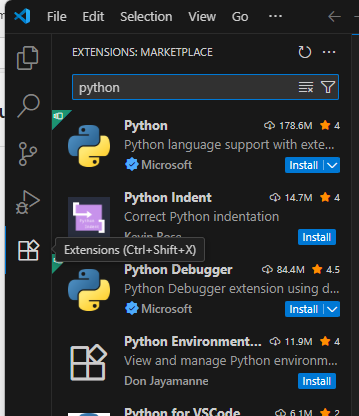 File Edit Selection View Go ...
EXTENSIONS: MARKETPLACE
python
Python 178.6M 4
Python language support with exte...
Microsoft Install
Python Indent 14.7M 4
Correct Python indentation
Kevin Rose Install
Extensions (Ctrl+Shift+X)
Python Debugger 84.4M 4.5
Python Debugger extension using d...
Microsoft Install
Python Environment... 11.9M 4
View and manage Python environm...
Don Jayamanne Install
Python for VSCode 6.1M 2